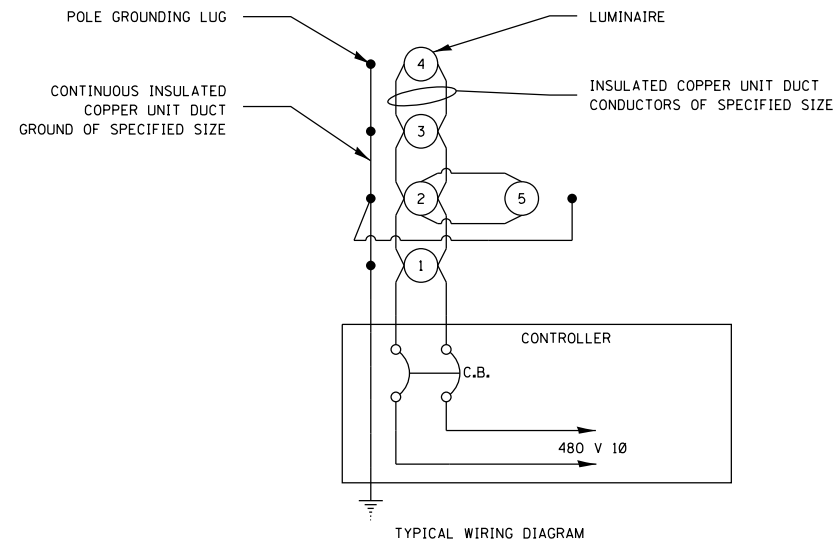 POLE GROUNDING LUG
LUMINAIRE
CONTINUOUS INSULATED
COPPER UNIT DUCT
GROUND OF SPECIFIED SIZE
INSULATED COPPER UNIT DUCT
CONDUCTORS OF SPECIFIED SIZE
4
3
2
5
1
CONTROLLER
C.B.
480 V 1Ø
TYPICAL WIRING DIAGRAM